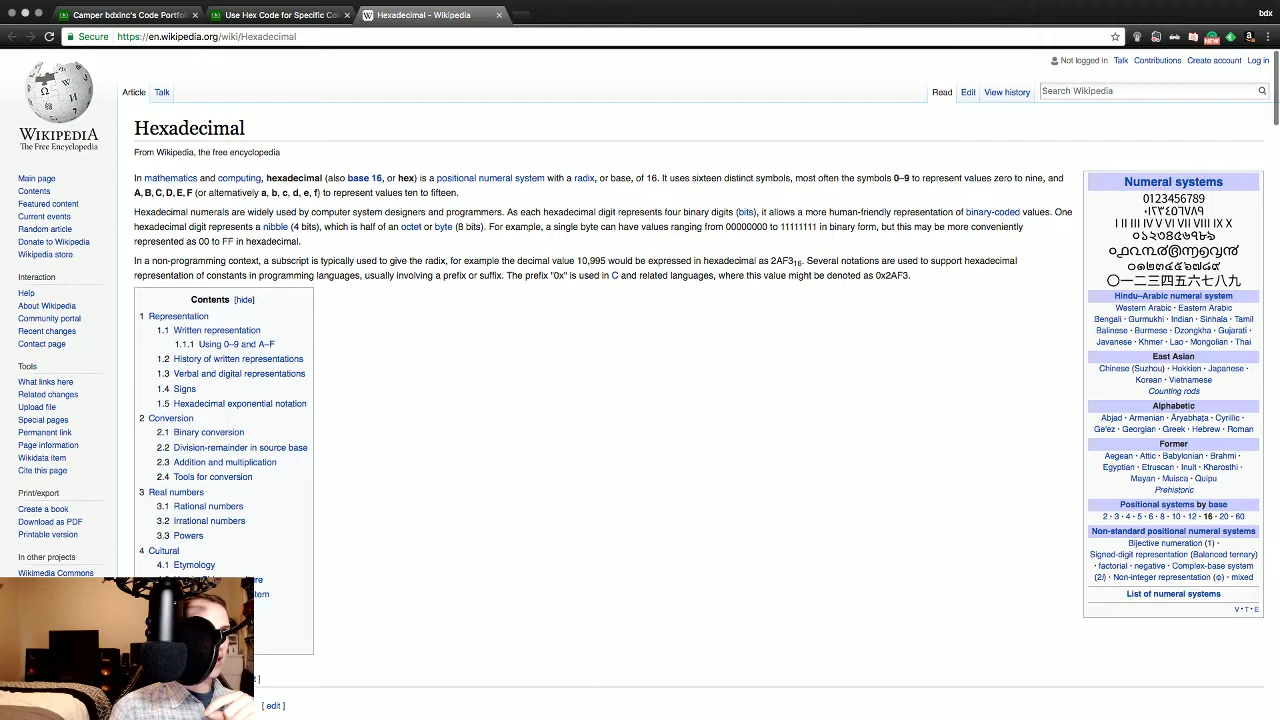 Camper bdxinc's Code Portfol
Use Hex Code for Specific Col
Hexadecimal - Wikipedia
bdx
Secure
https://en.wikipedia.org/wiki/Hexadecimal
NEW
Not logged in Talk Contributions Create account Log in
Article Talk
Read Edit View history
Search Wikipedia
WIKIPEDIA
The Free Encyclopedia
Main page
Contents
Featured content
Current events
Random article
Donate to Wikipedia
Wikipedia store
Interaction
Help
About Wikipedia
Community portal
Recent changes
Contact page
Tools
What links here
Related changes
Upload file
Special pages
Permanent link
Page information
Wikidata item
Cite this page
Print/export
Create a book
Download as PDF
Printable version
In other projects
Wikimedia Commons
Hexadecimal
From Wikipedia, the free encyclopedia
In mathematics and computing, hexadecimal (also base 16, or hex) is a positional numeral system with a radix, or base, of 16. It uses sixteen distinct symbols, most often the symbols 0–9 to represent values zero to nine, and
A, B, C, D, E, F (or alternatively a, b, c, d, e, f) to represent values ten to fifteen.
Hexadecimal numerals are widely used by computer system designers and programmers. As each hexadecimal digit represents four binary digits (bits), it allows a more human-friendly representation of binary-coded values. One
hexadecimal digit represents a nibble (4 bits), which is half of an octet or byte (8 bits). For example, a single byte can have values ranging from 00000000 to 11111111 in binary form, but this may be more conveniently
represented as 00 to FF in hexadecimal.
In a non-programming context, a subscript is typically used to give the radix, for example the decimal value 10,995 would be expressed in hexadecimal as 2AF3₁₆. Several notations are used to support hexadecimal
representation of constants in programming languages, usually involving a prefix or suffix. The prefix "0x" is used in C and related languages, where this value might be denoted as 0x2AF3.
Contents [hide]
1 Representation
1.1 Written representation
1.1.1 Using 0–9 and A–F
1.2 History of written representations
1.3 Verbal and digital representations
1.4 Signs
1.5 Hexadecimal exponential notation
2 Conversion
2.1 Binary conversion
2.2 Division-remainder in source base
2.3 Addition and multiplication
2.4 Tools for conversion
3 Real numbers
3.1 Rational numbers
3.2 Irrational numbers
3.3 Powers
4 Cultural
4.1 Etymology
[ edit ]
Numeral systems
0123456789
I II III IV V VI VII VIII IX X
〇一二三四五六七八九
Hindu–Arabic numeral system
Western Arabic · Eastern Arabic
Bengali · Gurmukhi · Indian · Sinhala · Tamil
Balinese · Burmese · Dzongkha · Gujarati ·
Javanese · Khmer · Lao · Mongolian · Thai
East Asian
Chinese (Suzhou) · Hokkien · Japanese ·
Korean · Vietnamese
Counting rods
Alphabetic
Abjad · Armenian · Āryabhaṭa · Cyrillic ·
Ge'ez · Georgian · Greek · Hebrew · Roman
Former
Aegean · Attic · Babylonian · Brahmi ·
Egyptian · Etruscan · Inuit · Kharosthi ·
Mayan · Muisca · Quipu
Prehistoric
Positional systems by base
2 · 3 · 4 · 5 · 6 · 8 · 10 · 12 · 16 · 20 · 60
Non-standard positional numeral systems
Bijective numeration (1) ·
Signed-digit representation (Balanced ternary)
· factorial · negative · Complex-base system
(2i) · Non-integer representation (φ) · mixed
List of numeral systems
V · T · E